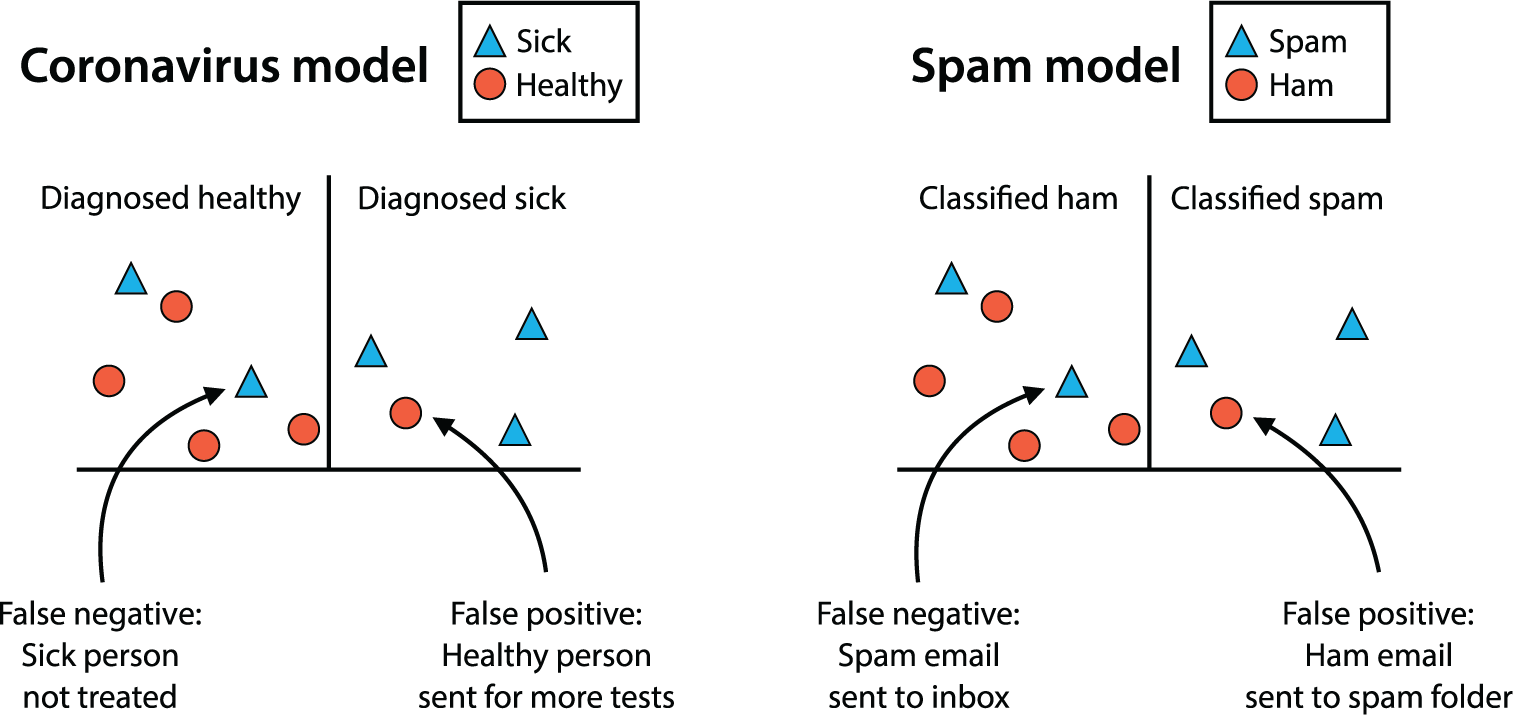 Coronavirus model
Sick
Healthy
Diagnosed healthy
Diagnosed sick
False negative:
Sick person
not treated
False positive:
Healthy person
sent for more tests
Spam model
Spam
Ham
Classified ham
Classified spam
False negative:
Spam email
sent to inbox
False positive:
Ham email
sent to spam folder